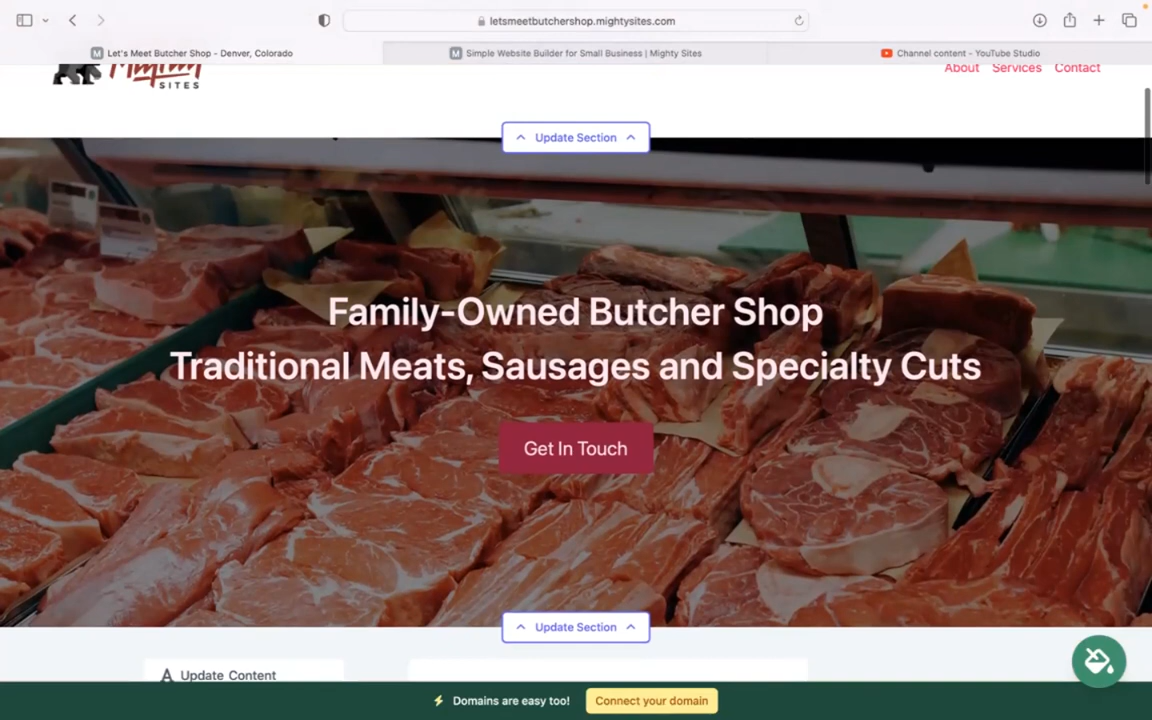 letsmeetbutchershop.mightysites.com
Let's Meet Butcher Shop - Denver, Colorado
Simple Website Builder for Small Business | Mighty Sites
Channel content - YouTube Studio
Mighty
SITES
About Services Contact
Update Section
Family-Owned Butcher Shop
Traditional Meats, Sausages and Specialty Cuts
Get In Touch
Update Section
Update Content
Domains are easy too! Connect your domain